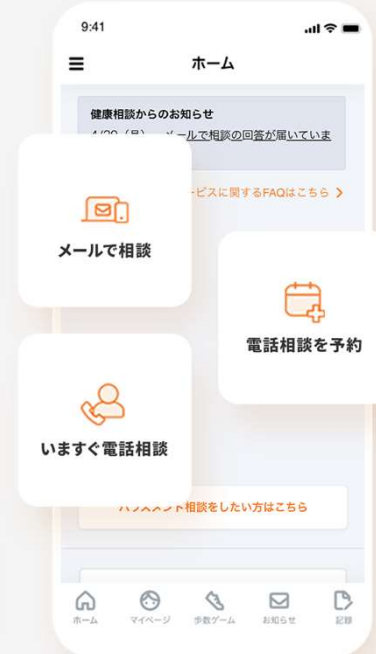 9:41
ホーム
健康相談からのお知らせ
メールで相談の回答が届いていま
ービスに関するFAQはこちら
メールで相談
電話相談を予約
いますぐ電話相談
ハラスメント相談をしたい方はこちら
ホーム
マイページ
歩数ゲーム
お知らせ
記録